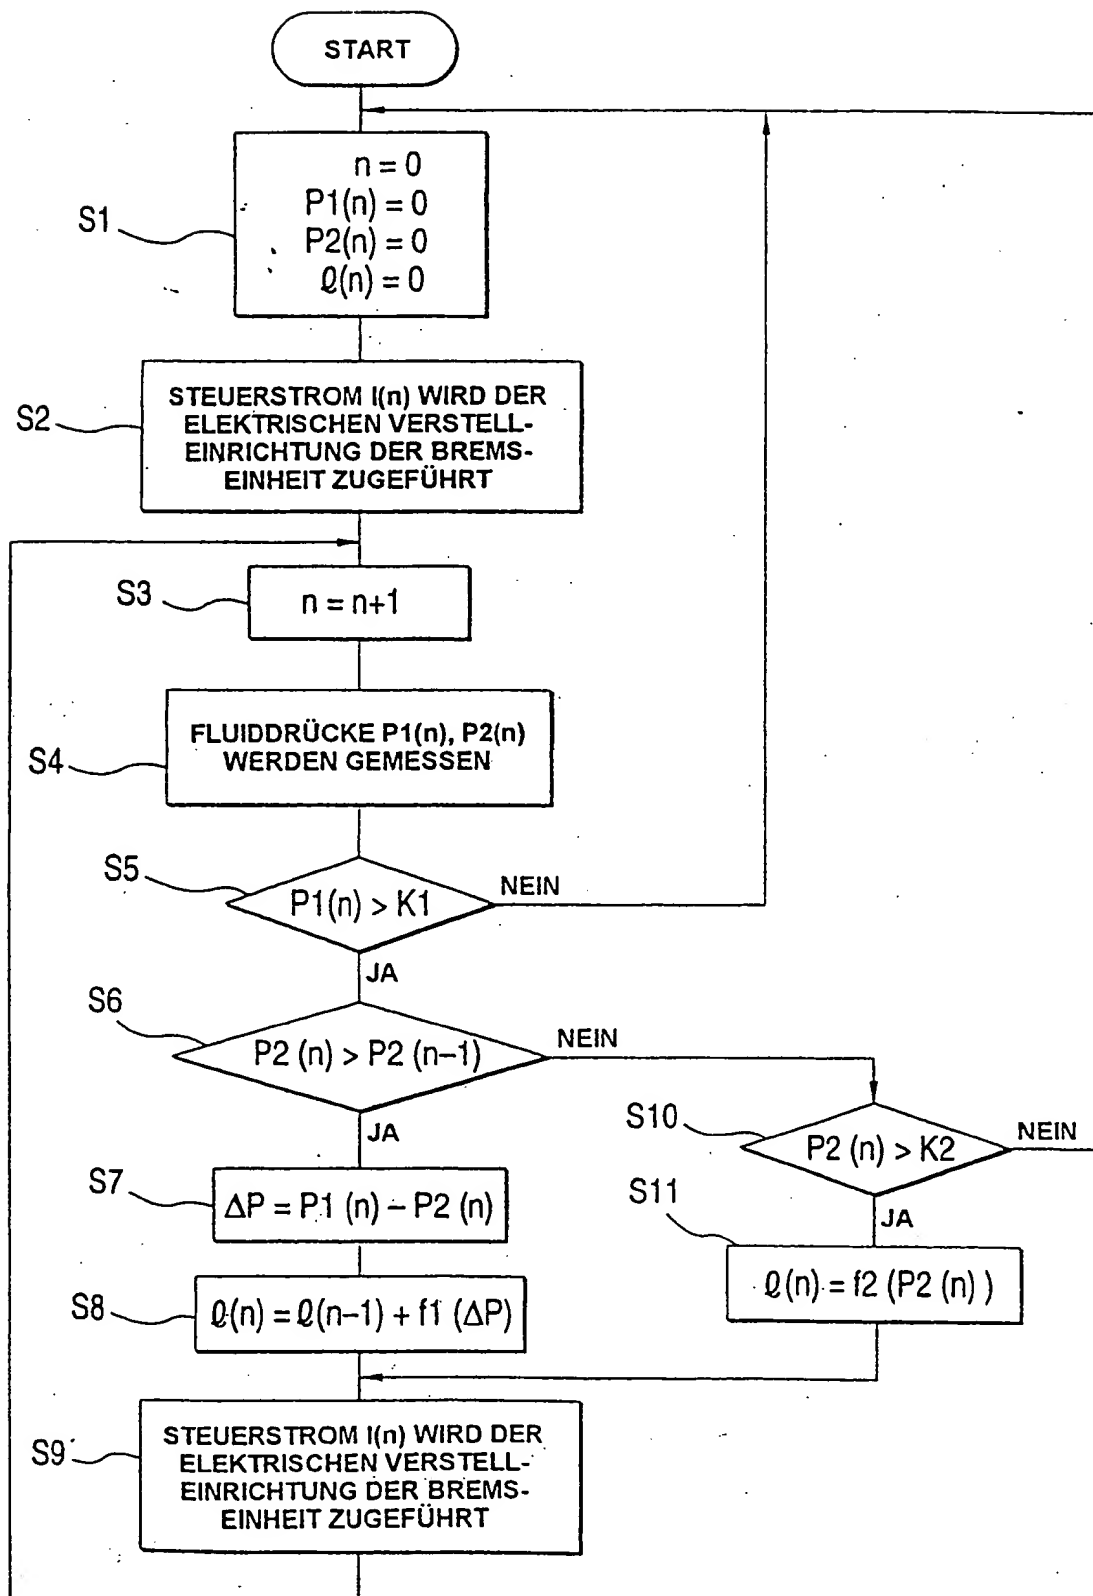 START
S1
n = 0
P1(n) = 0
P2(n) = 0
ℓ(n) = 0
S2
STEUERSTROM I(n) WIRD DER
ELEKTRISCHEN VERSTELL-
EINRICHTUNG DER BREMS-
EINHEIT ZUGEFÜHRT
S3
n = n+1
S4
FLUIDDRÜCKE P1(n), P2(n)
WERDEN GEMESSEN
S5
P1(n) > K1
NEIN
JA
S6
P2 (n) > P2 (n–1)
NEIN
JA
S10
P2 (n) > K2
NEIN
JA
S7
ΔP = P1 (n) – P2 (n)
S11
ℓ(n) = f2 (P2 (n) )
S8
ℓ(n) = ℓ(n–1) + f1 (ΔP)
S9
STEUERSTROM I(n) WIRD DER
ELEKTRISCHEN VERSTELL-
EINRICHTUNG DER BREMS-
EINHEIT ZUGEFÜHRT